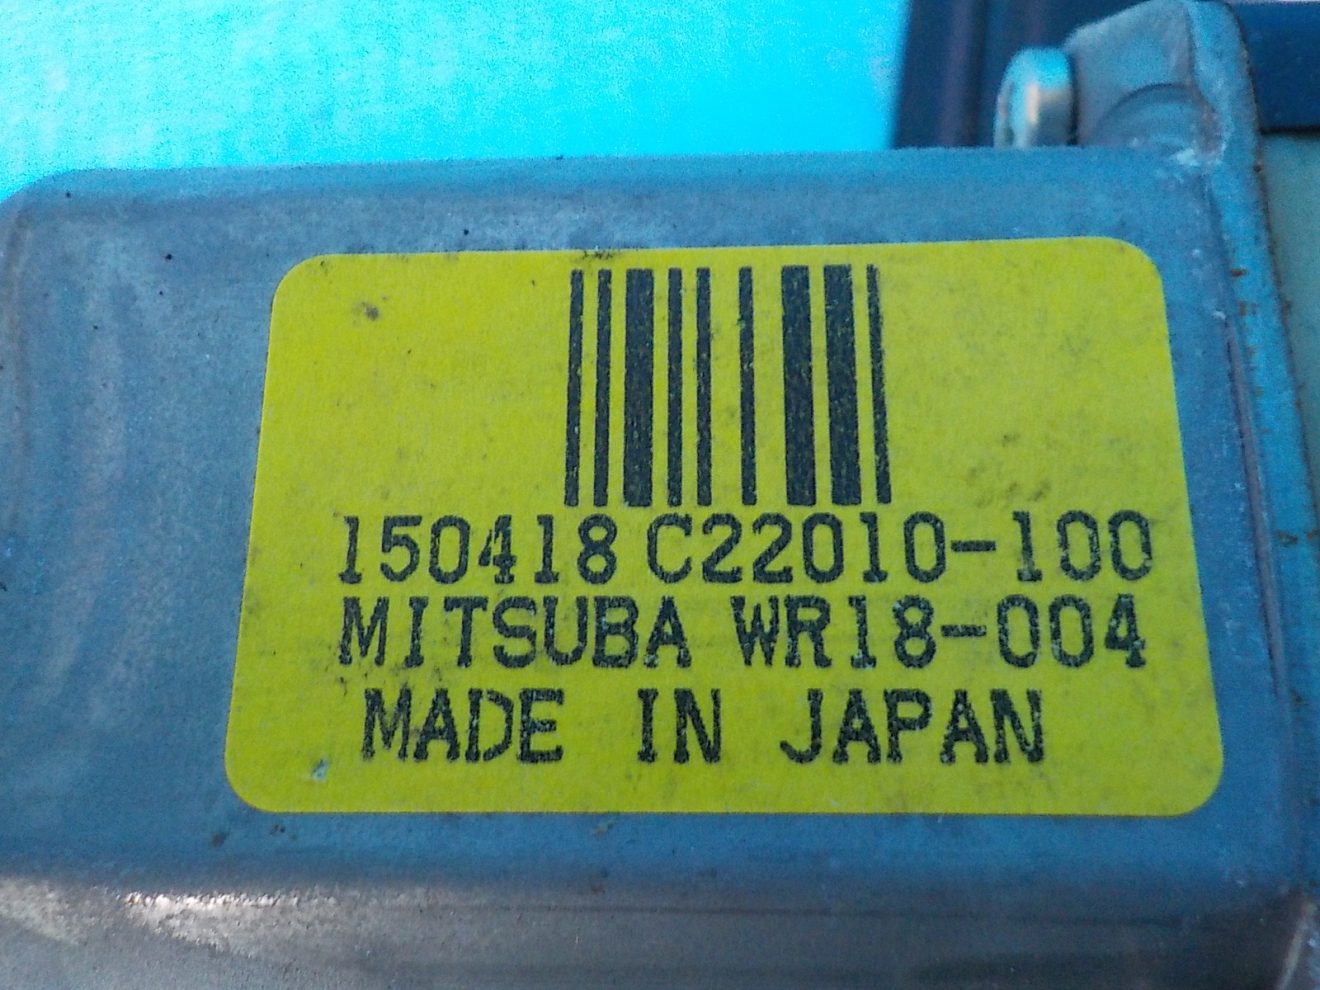 150418 C22010-100
MITSUBA WR18-004
MADE IN JAPAN